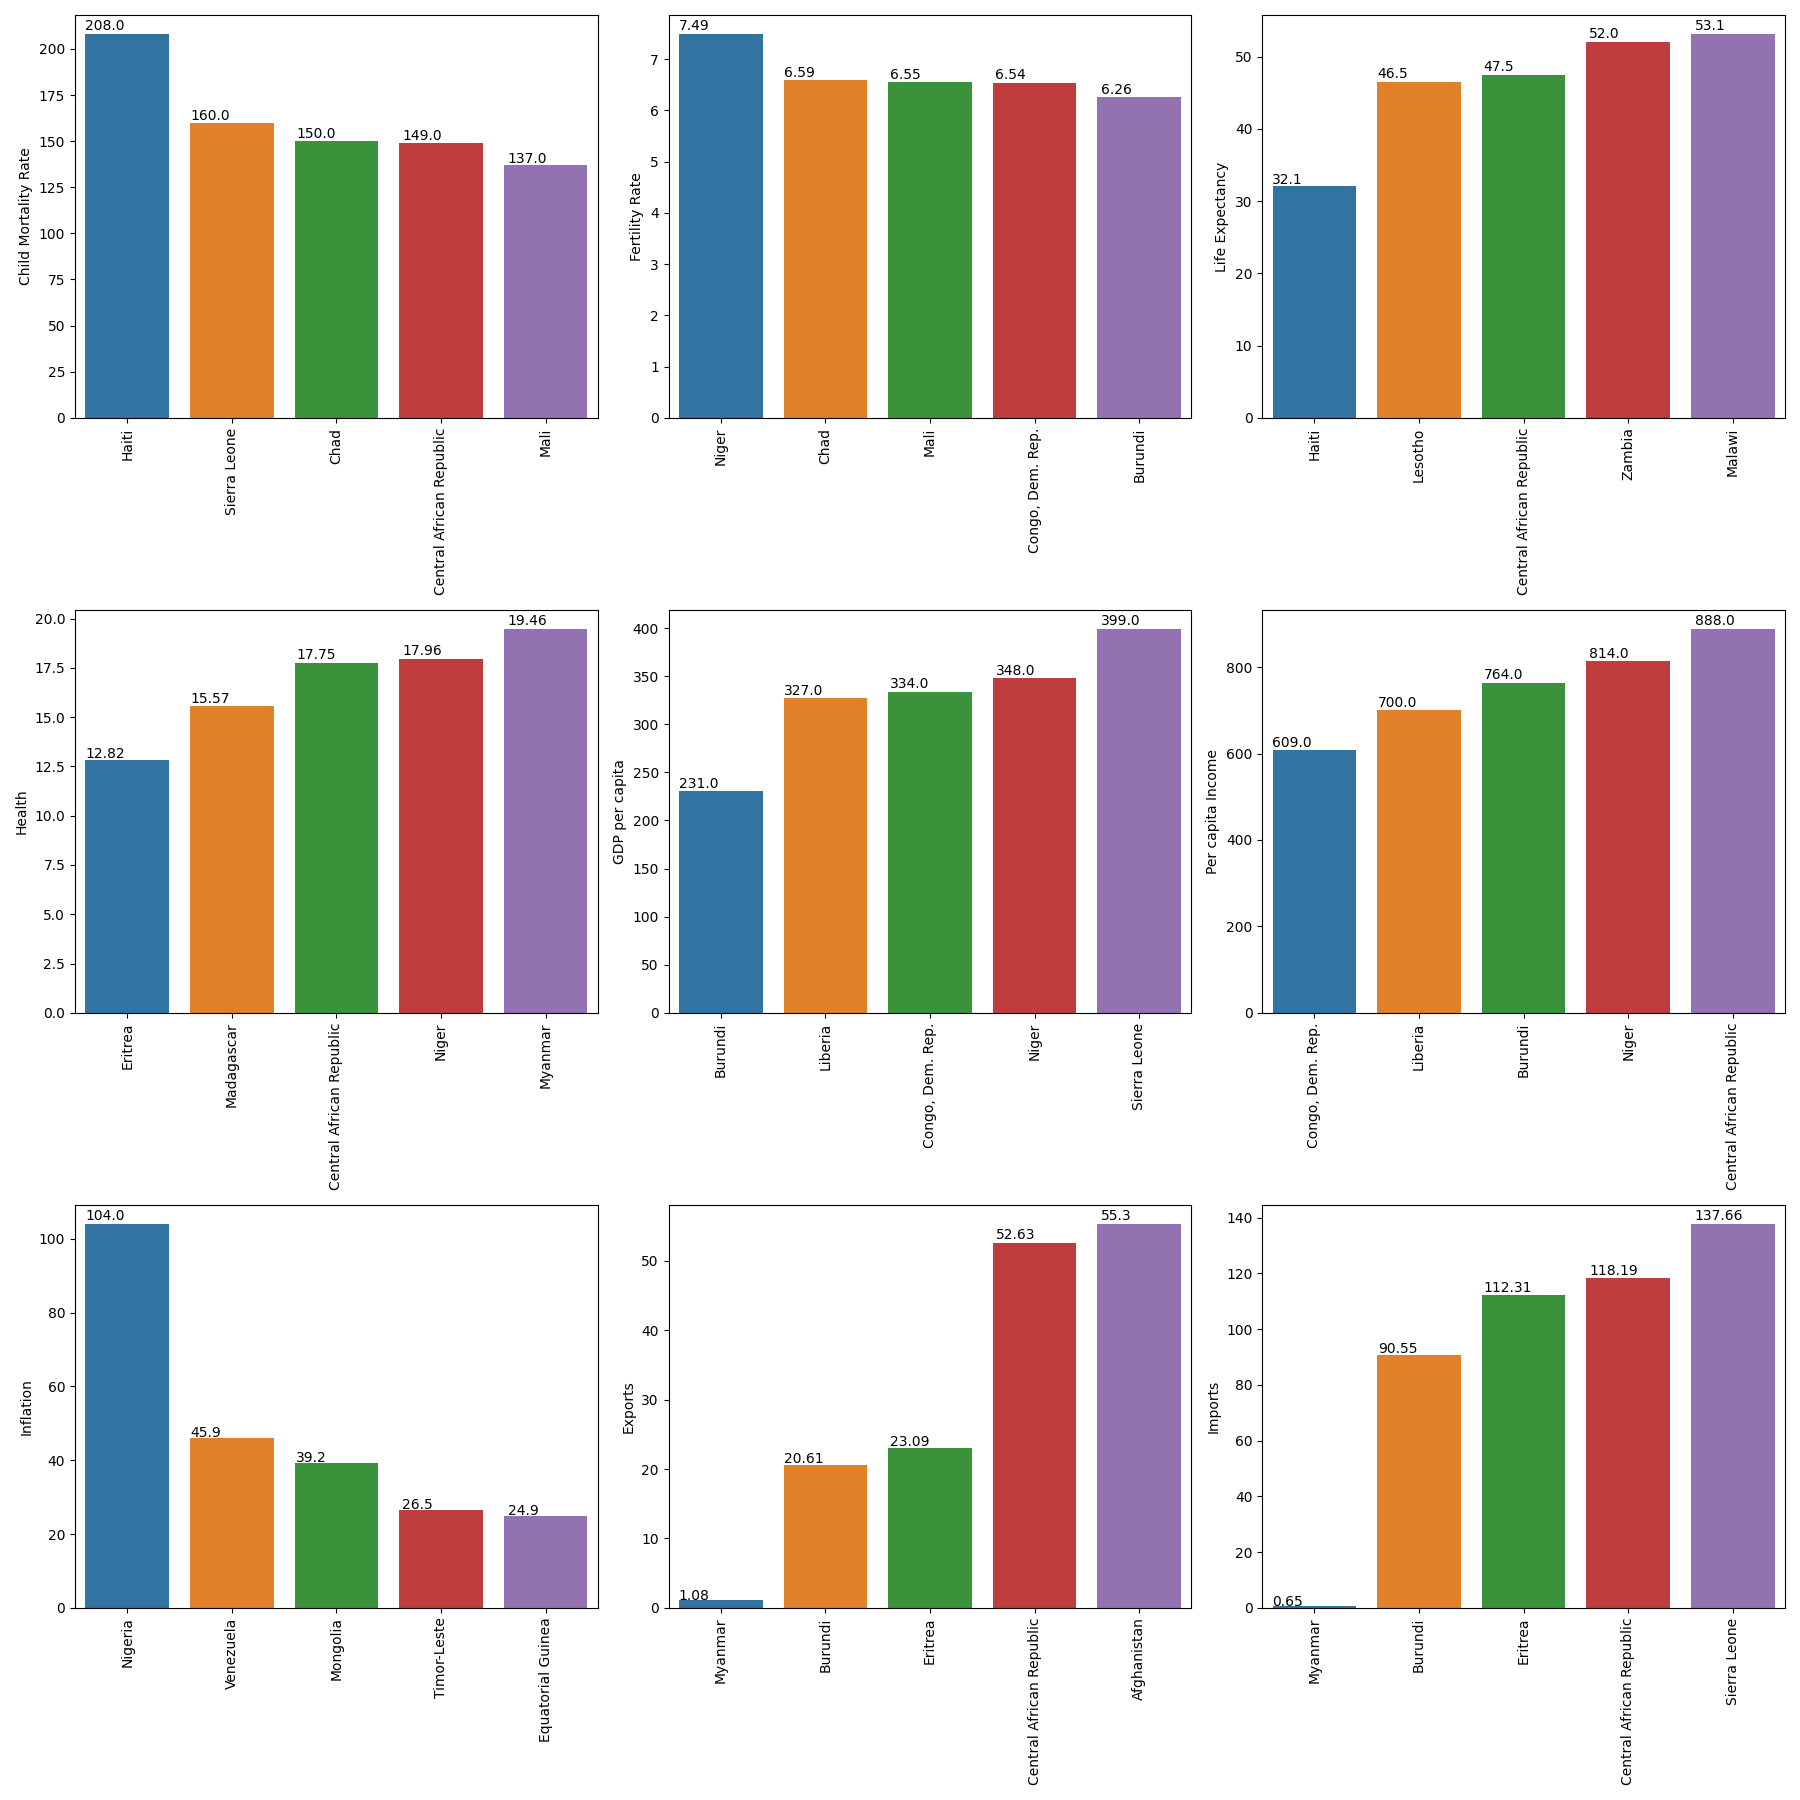 208.0
160.0
150.0
149.0
137.0
200
175
150
125
100
75
50
25
0
Child Mortality Rate
Haiti
Sierra Leone
Chad
Central African Republic
Mali
7.49
6.59
6.55
6.54
6.26
7
6
5
4
3
2
1
0
Fertility Rate
Niger
Chad
Mali
Congo, Dem. Rep.
Burundi
32.1
46.5
47.5
52.0
53.1
50
40
30
20
10
0
Life Expectancy
Haiti
Lesotho
Central African Republic
Zambia
Malawi
12.82
15.57
17.75
17.96
19.46
20.0
17.5
15.0
12.5
10.0
7.5
5.0
2.5
0.0
Health
Eritrea
Madagascar
Central African Republic
Niger
Myanmar
231.0
327.0
334.0
348.0
399.0
400
350
300
250
200
150
100
50
0
GDP per capita
Burundi
Liberia
Congo, Dem. Rep.
Niger
Sierra Leone
609.0
700.0
764.0
814.0
888.0
800
600
400
200
0
Per capita Income
Congo, Dem. Rep.
Liberia
Burundi
Niger
Central African Republic
104.0
45.9
39.2
26.5
24.9
100
80
60
40
20
0
Inflation
Nigeria
Venezuela
Mongolia
Timor-Leste
Equatorial Guinea
1.08
20.61
23.09
52.63
55.3
50
40
30
20
10
0
Exports
Myanmar
Burundi
Eritrea
Central African Republic
Afghanistan
0.65
90.55
112.31
118.19
137.66
140
120
100
80
60
40
20
0
Imports
Myanmar
Burundi
Eritrea
Central African Republic
Sierra Leone